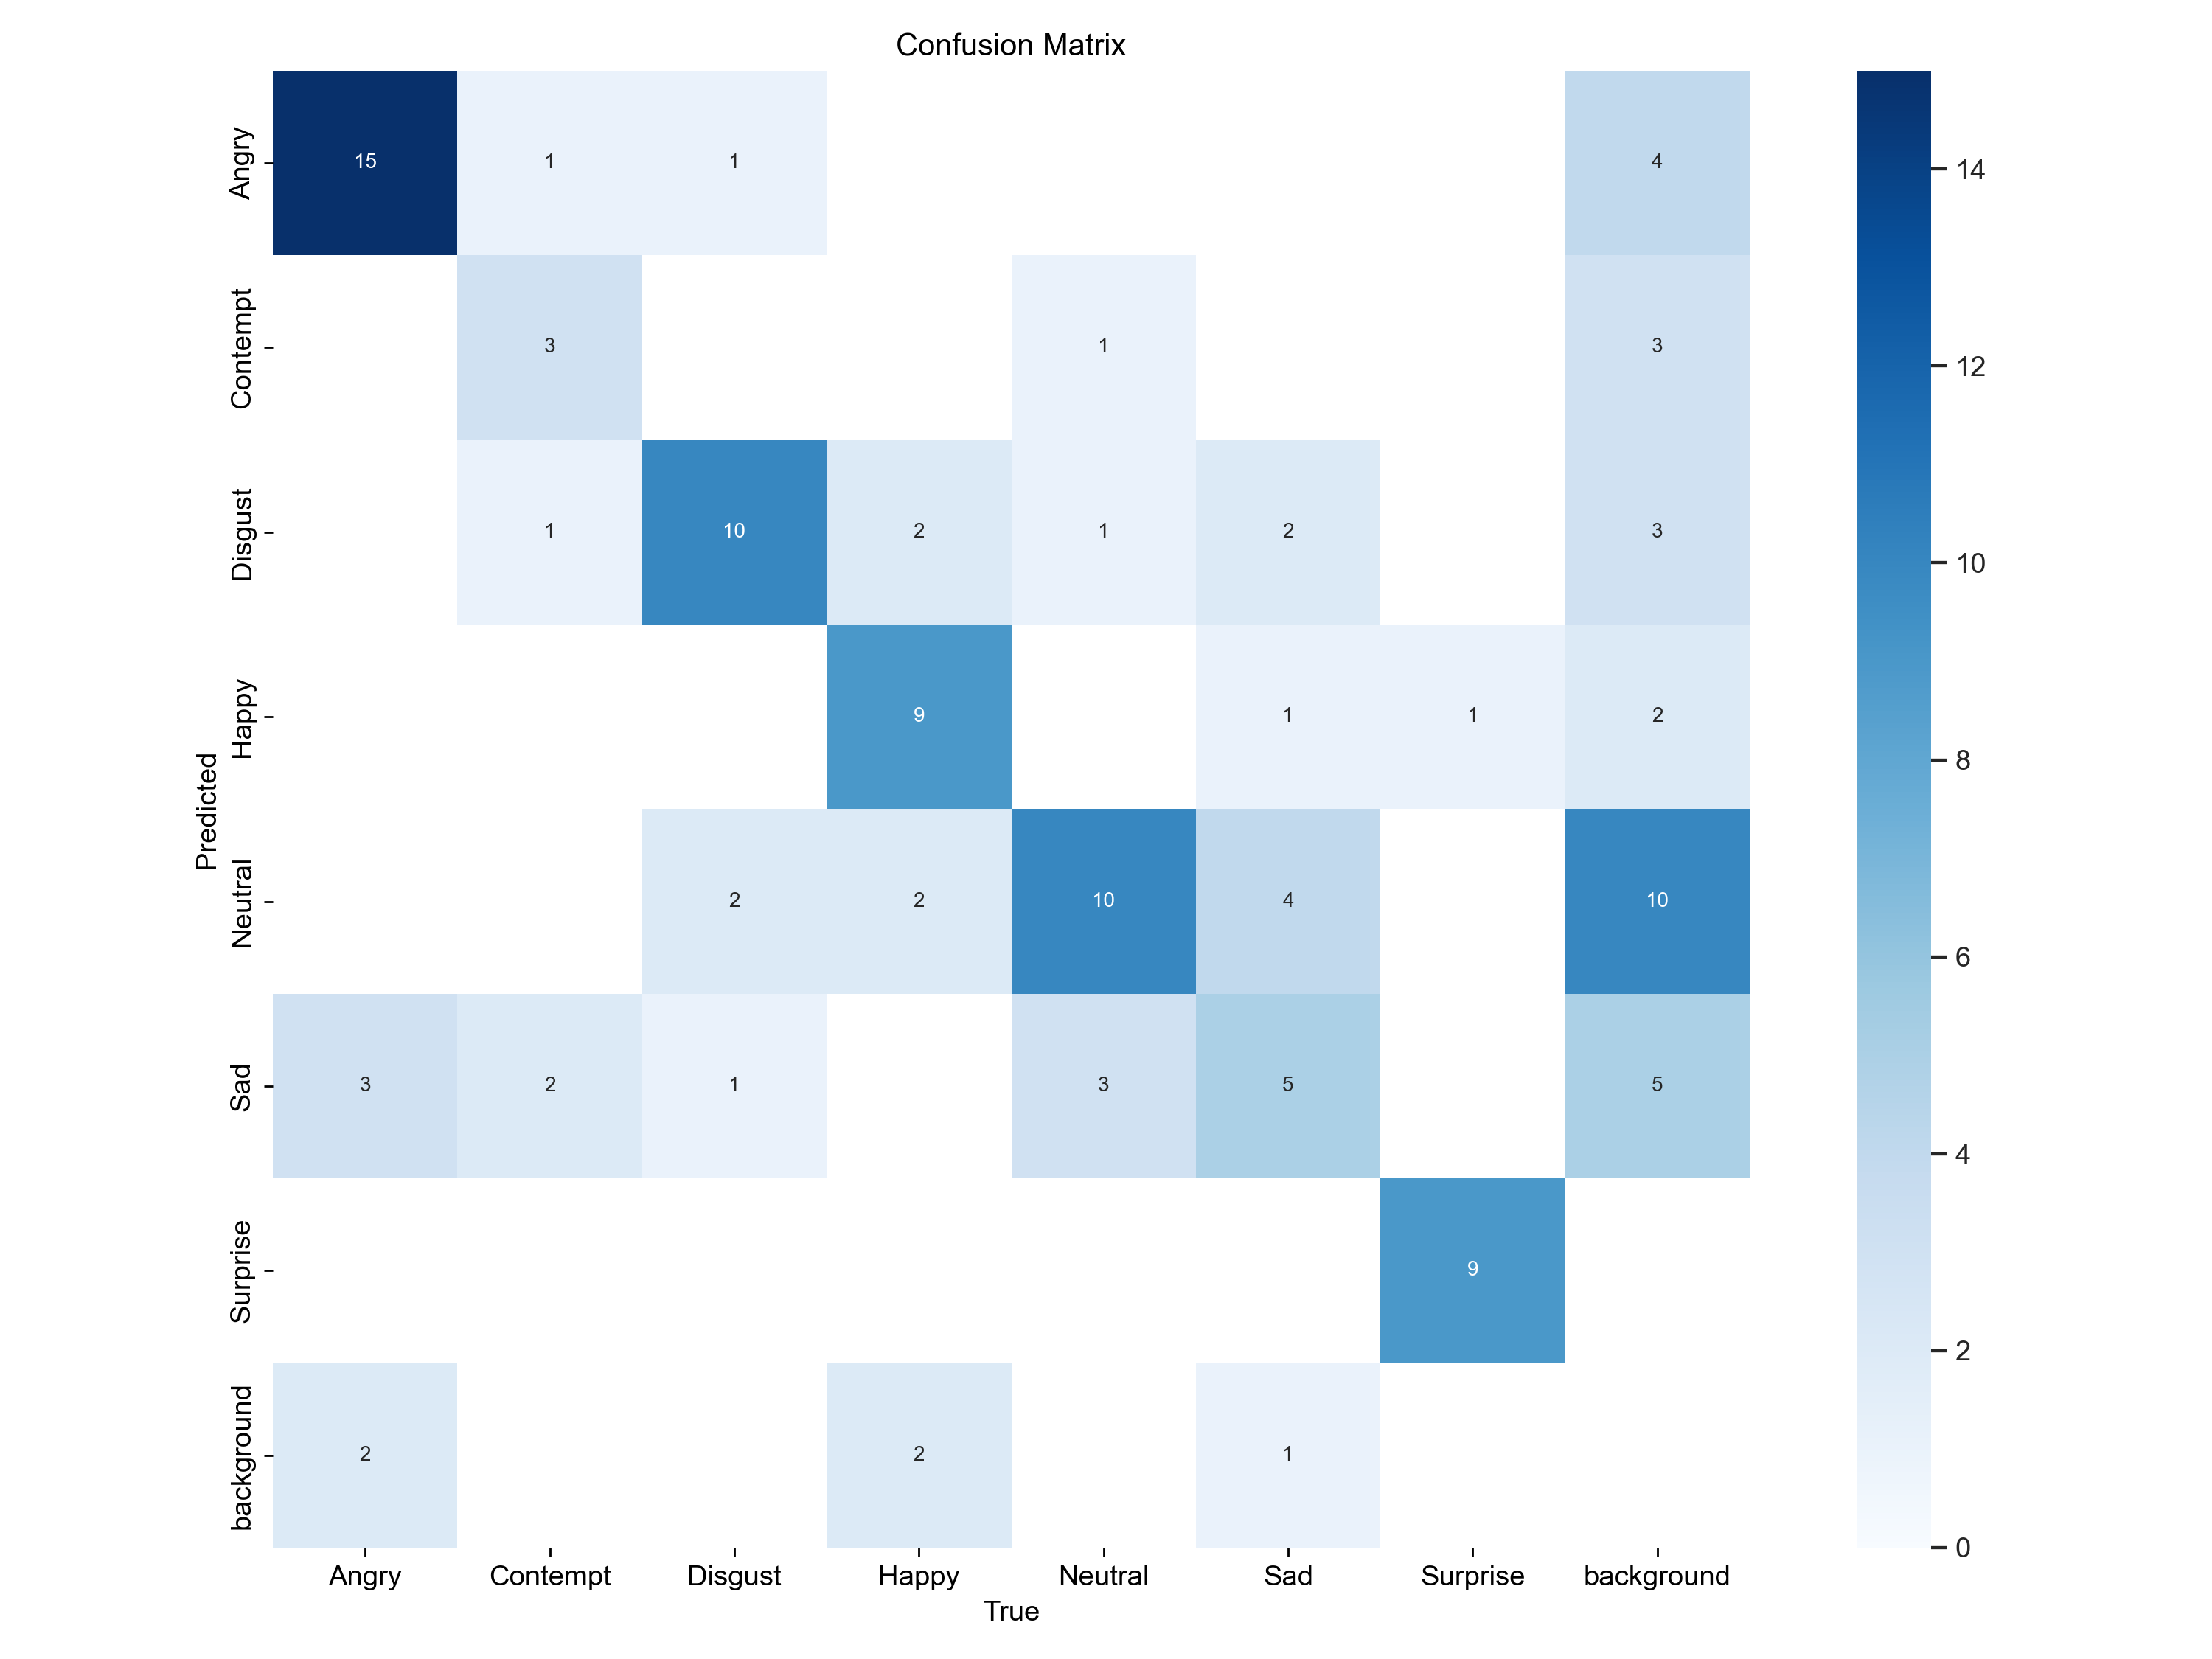 Confusion Matrix
Predicted
Angry 15 1 1 4
Contempt 3 1 3
Disgust 1 10 2 1 2 3
Happy 9 1 1 2
Neutral 2 2 10 4 10
Sad 3 2 1 3 5 5
Surprise 9
background 2 2 1
Angry Contempt Disgust Happy Neutral Sad Surprise background
True
14
12
10
8
6
4
2
0